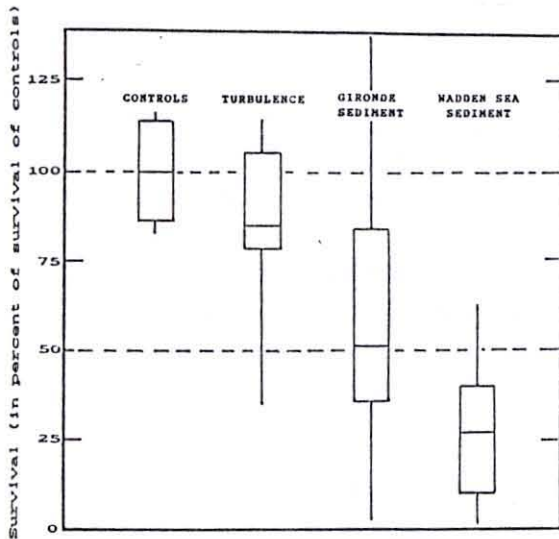 Survival (in percent of survival of controls)
125
100
75
50
25
0
CONTROLS
TURBULENCE
GIRONDE
SEDIMENT
WADDEN SEA
SEDIMENT